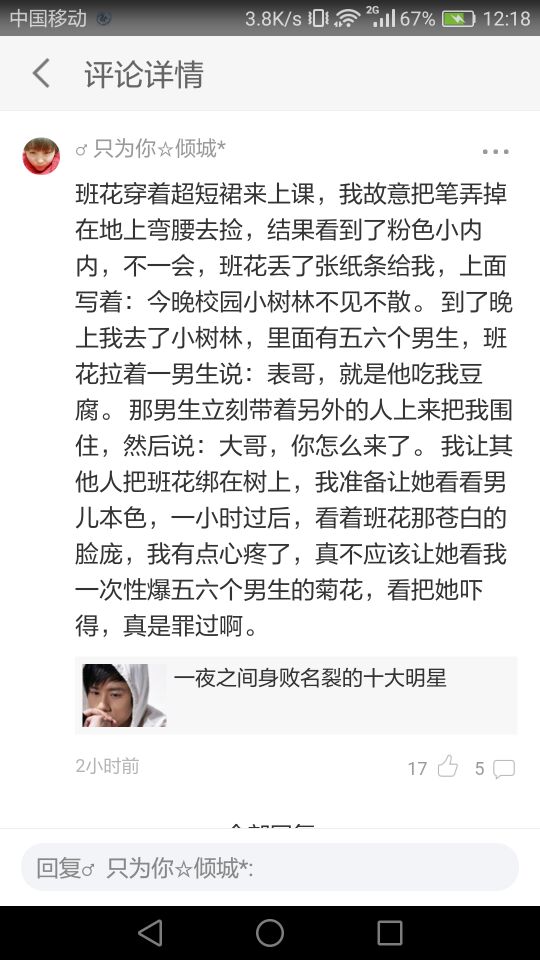 中国移动
3.8K/s
2G
67%
12:18
评论详情
♂ 只为你☆倾城*
班花穿着超短裙来上课，我故意把笔弄掉
在地上弯腰去捡，结果看到了粉色小内
内，不一会，班花丢了张纸条给我，上面
写着：今晚校园小树林不见不散。 到了晚
上我去了小树林，里面有五六个男生，班
花拉着一男生说：表哥，就是他吃我豆
腐。 那男生立刻带着另外的人上来把我围
住，然后说：大哥，你怎么来了。 我让其
他人把班花绑在树上，我准备让她看看男
儿本色，一小时过后，看着班花那苍白的
脸庞，我有点心疼了，真不应该让她看我
一次性爆五六个男生的菊花，看把她吓
得，真是罪过啊。
一夜之间身败名裂的十大明星
2小时前
17
5
回复♂ 只为你☆倾城*: